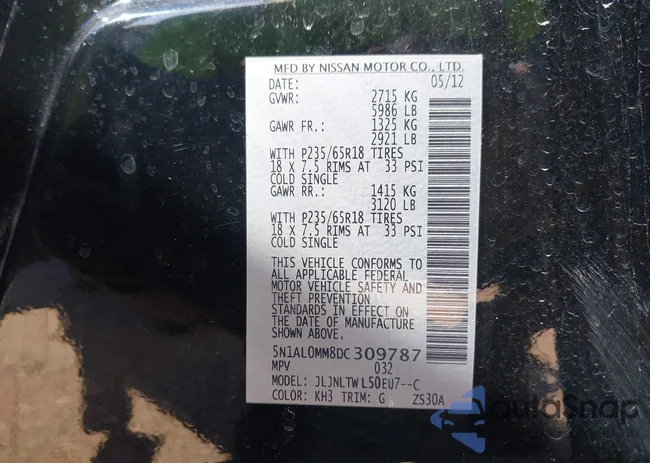 MFD BY NISSAN MOTOR CO., LTD.
DATE: 05/12
GVWR: 2715 KG
5986 LB
GAWR FR.: 1325 KG
2921 LB
WITH P235/65R18 TIRES
18 X 7.5 RIMS AT 33 PSI
COLD SINGLE
GAWR RR.: 1415 KG
3120 LB
WITH P235/65R18 TIRES
18 X 7.5 RIMS AT 33 PSI
COLD SINGLE
THIS VEHICLE CONFORMS TO
ALL APPLICABLE FEDERAL
MOTOR VEHICLE SAFETY AND
THEFT PREVENTION
STANDARDS IN EFFECT ON
THE DATE OF MANUFACTURE
SHOWN ABOVE.
5N1AL0MM8DC309787
MPV 032
MODEL: JLJNLTWL50EU7--C
COLOR: KH3 TRIM: G ZS30A
autoSnap